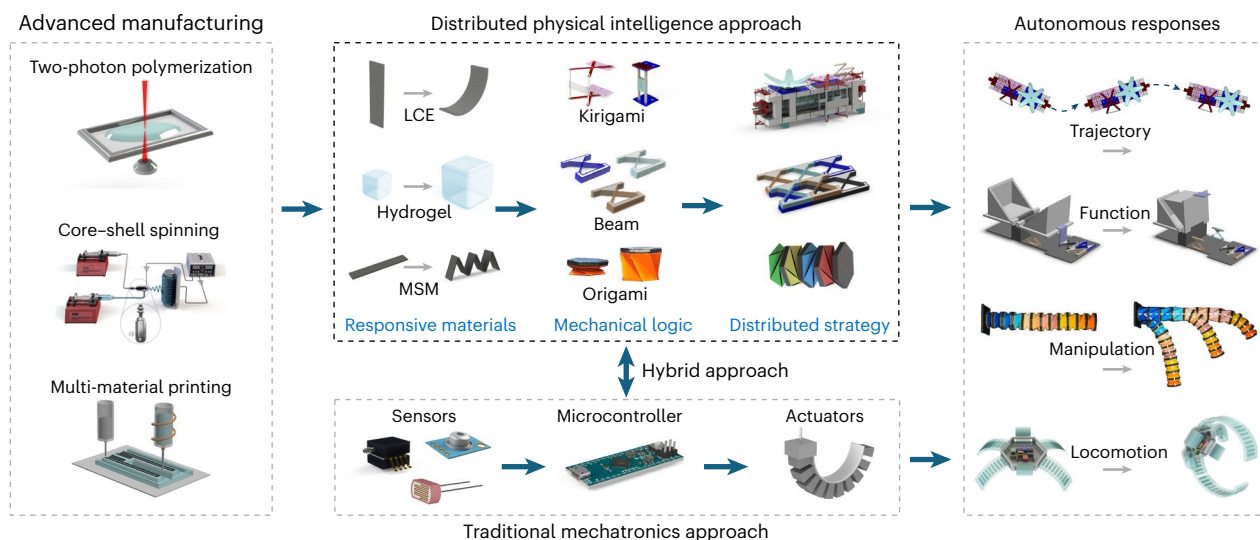 Advanced manufacturing
Two-photon polymerization
Core–shell spinning
Multi-material printing
Distributed physical intelligence approach
LCE
Kirigami
Hydrogel
Beam
MSM
Origami
Responsive materials
Mechanical logic
Distributed strategy
Hybrid approach
Sensors
Microcontroller
Actuators
Traditional mechatronics approach
Autonomous responses
Trajectory
Function
Manipulation
Locomotion